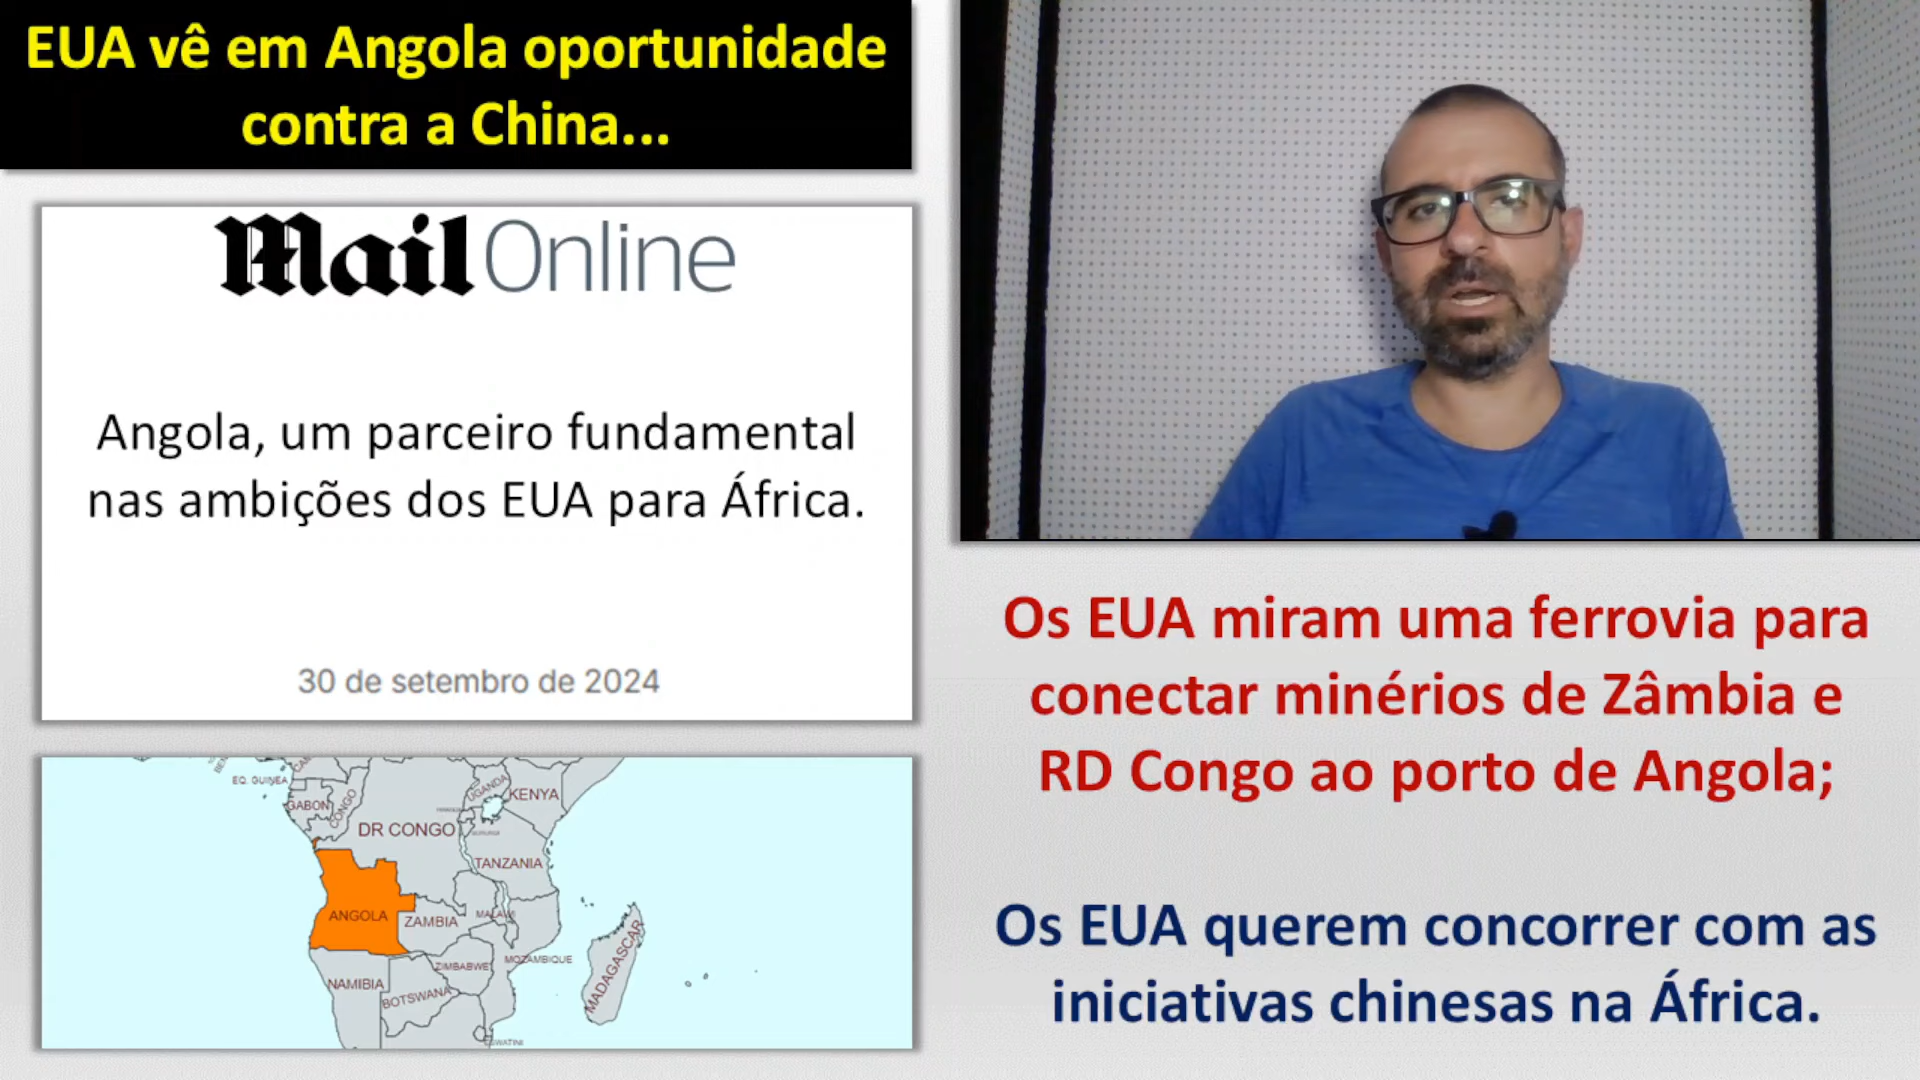 EUA vê em Angola oportunidade
contra a China...
Mail Online
Angola, um parceiro fundamental
nas ambições dos EUA para África.
30 de setembro de 2024
Os EUA miram uma ferrovia para
conectar minérios de Zâmbia e
RD Congo ao porto de Angola;
Os EUA querem concorrer com as
iniciativas chinesas na África.
EQ. GUINEA
GABON
CONGO
UGANDA
KENYA
DR CONGO
TANZANIA
ANGOLA
ZAMBIA
MALAWI
MOZAMBIQUE
ZIMBABWE
MADAGASCAR
NAMIBIA
BOTSWANA